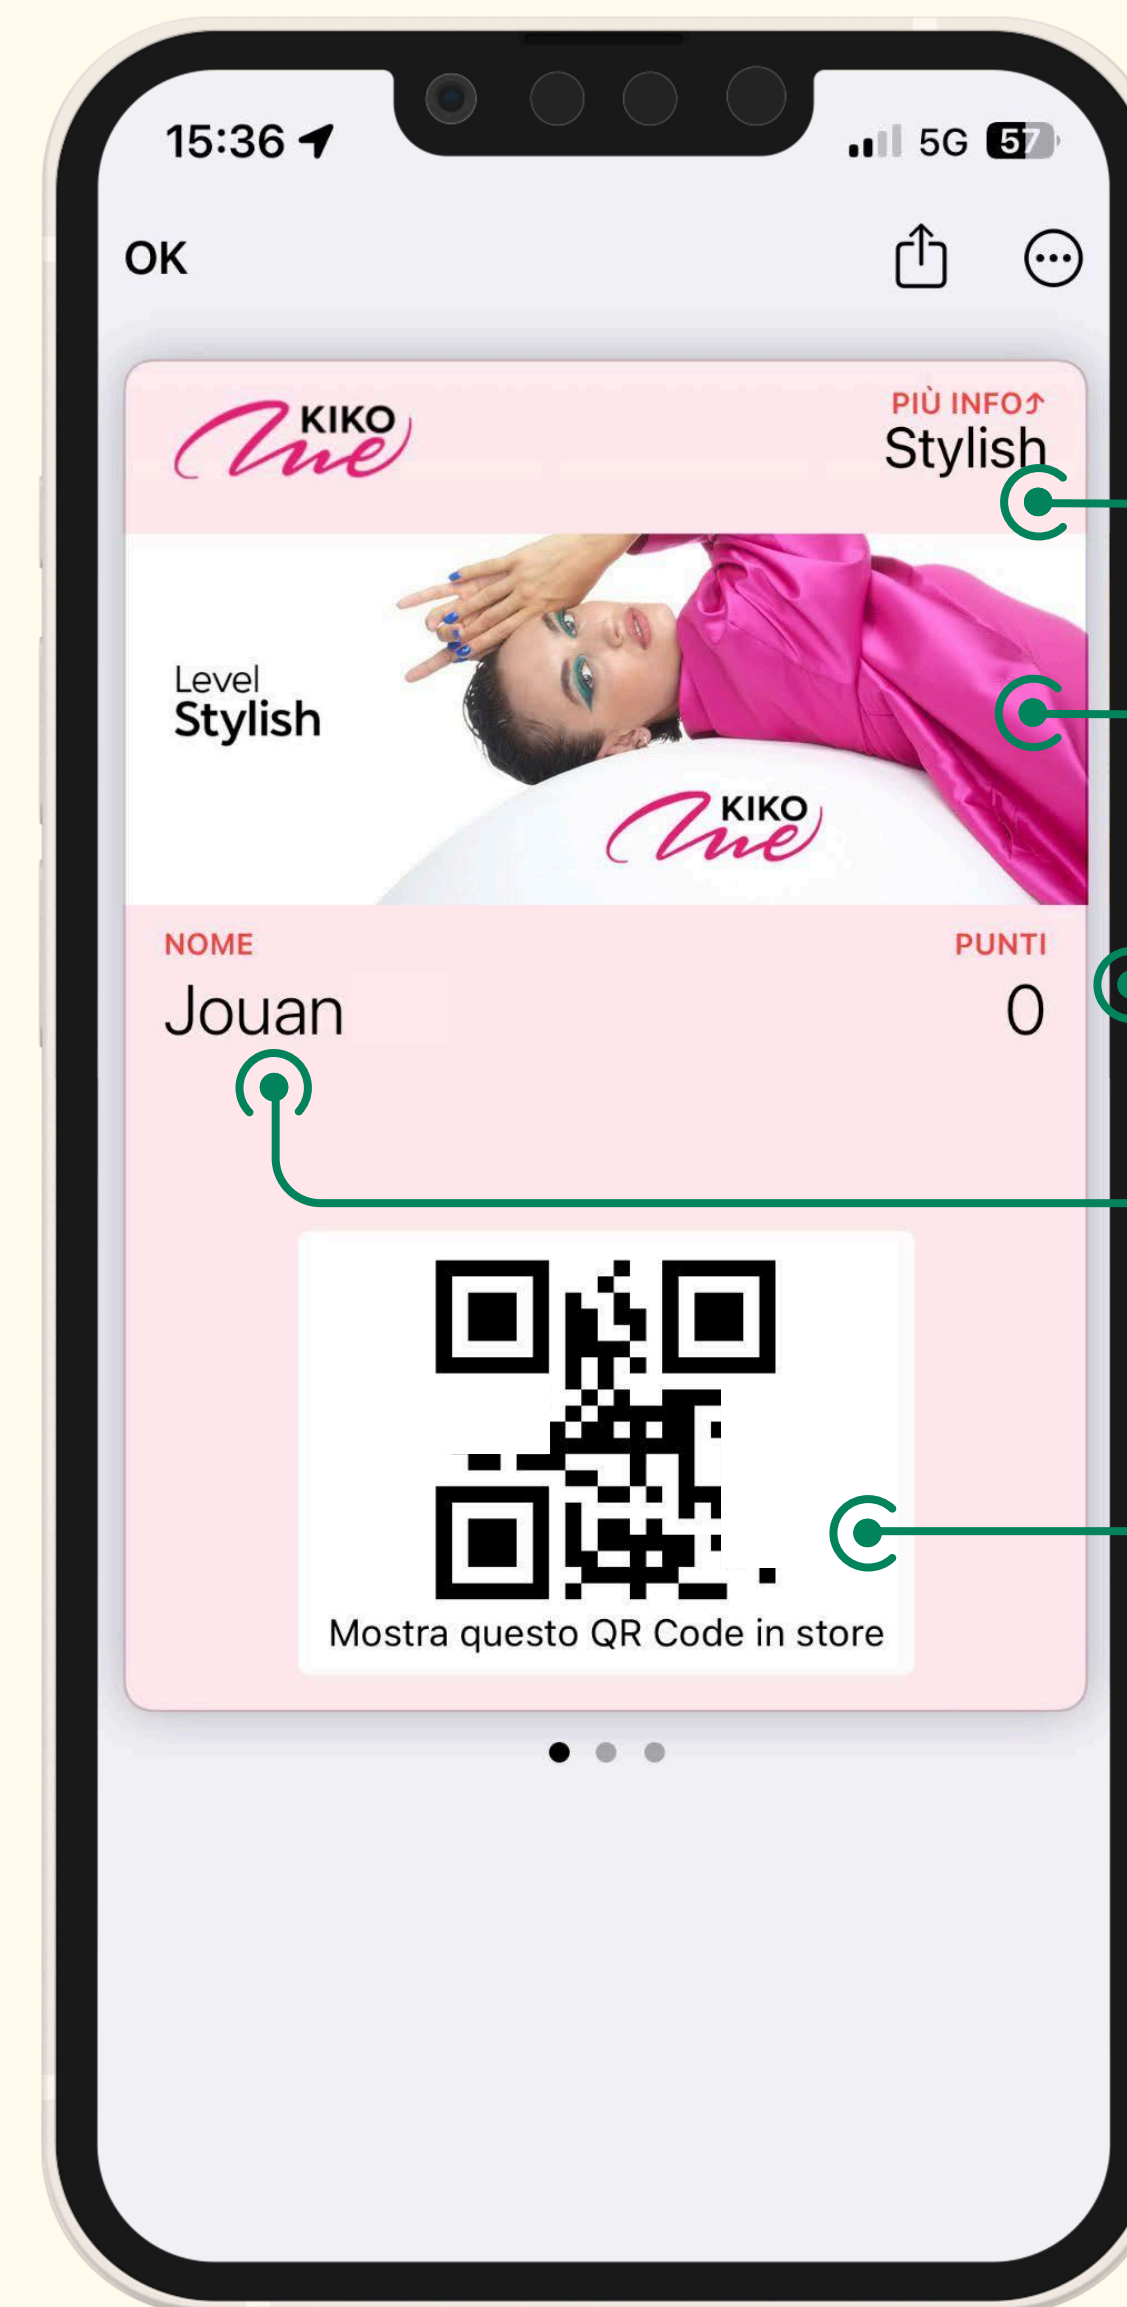 15:36
5G 57
OK
KIKO
me
PIÙ INFO
Stylish
Level
Stylish
KIKO
me
NOME
PUNTI
Jouan
0
Mostra questo QR Code in store